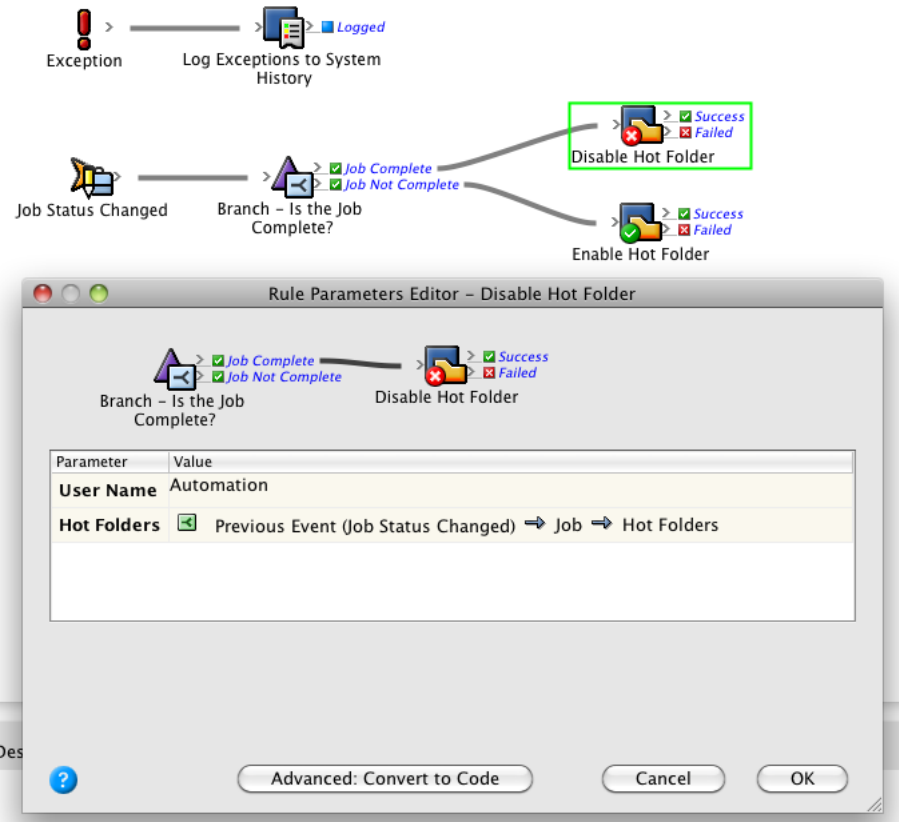 Exception
Log Exceptions to System
History
Logged
Job Status Changed
Branch – Is the Job
Complete?
Job Complete
Job Not Complete
Disable Hot Folder
Success
Failed
Enable Hot Folder
Success
Failed
Rule Parameters Editor – Disable Hot Folder
Branch – Is the Job
Complete?
Job Complete
Job Not Complete
Disable Hot Folder
Success
Failed
Parameter Value
User Name Automation
Hot Folders Previous Event (Job Status Changed) Job Hot Folders
Des
? Advanced: Convert to Code Cancel OK